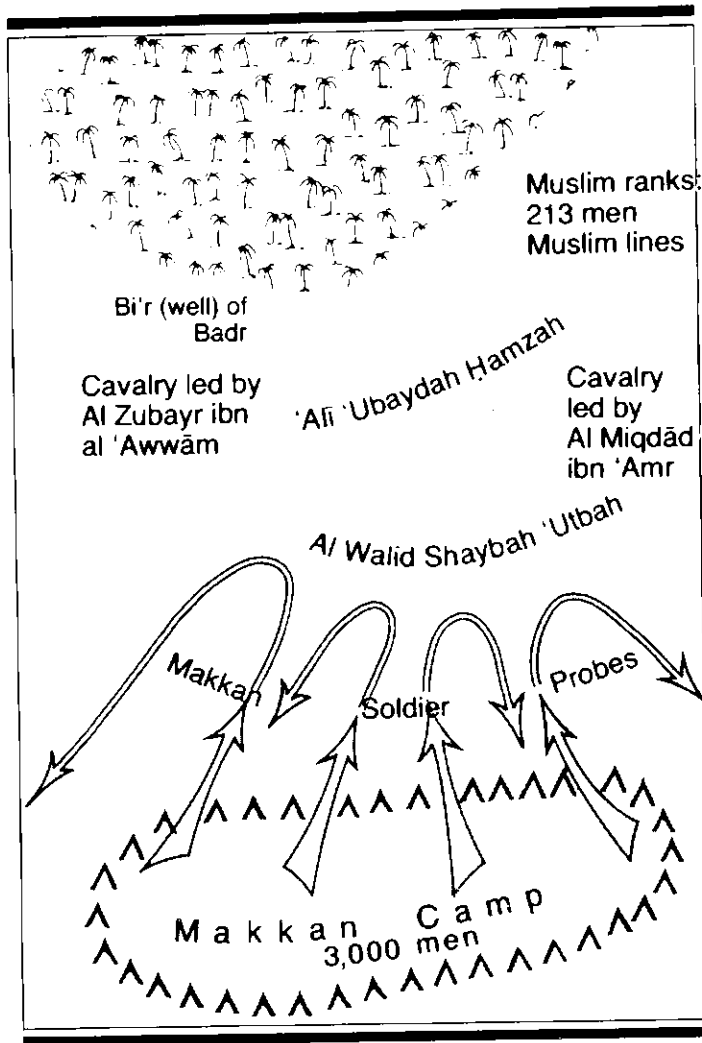 Muslim ranks:
213 men
Muslim lines
Bi'r (well) of
Badr
Cavalry led by
Al Zubayr ibn
al ‘Awwām
‘Alī ‘Ubaydah Ḥamzah
Cavalry
led by
Al Miqdād
ibn ‘Amr
Al Walid Shaybah ‘Utbah
Makkan Soldier Probes
Makkan Camp
3,000 men